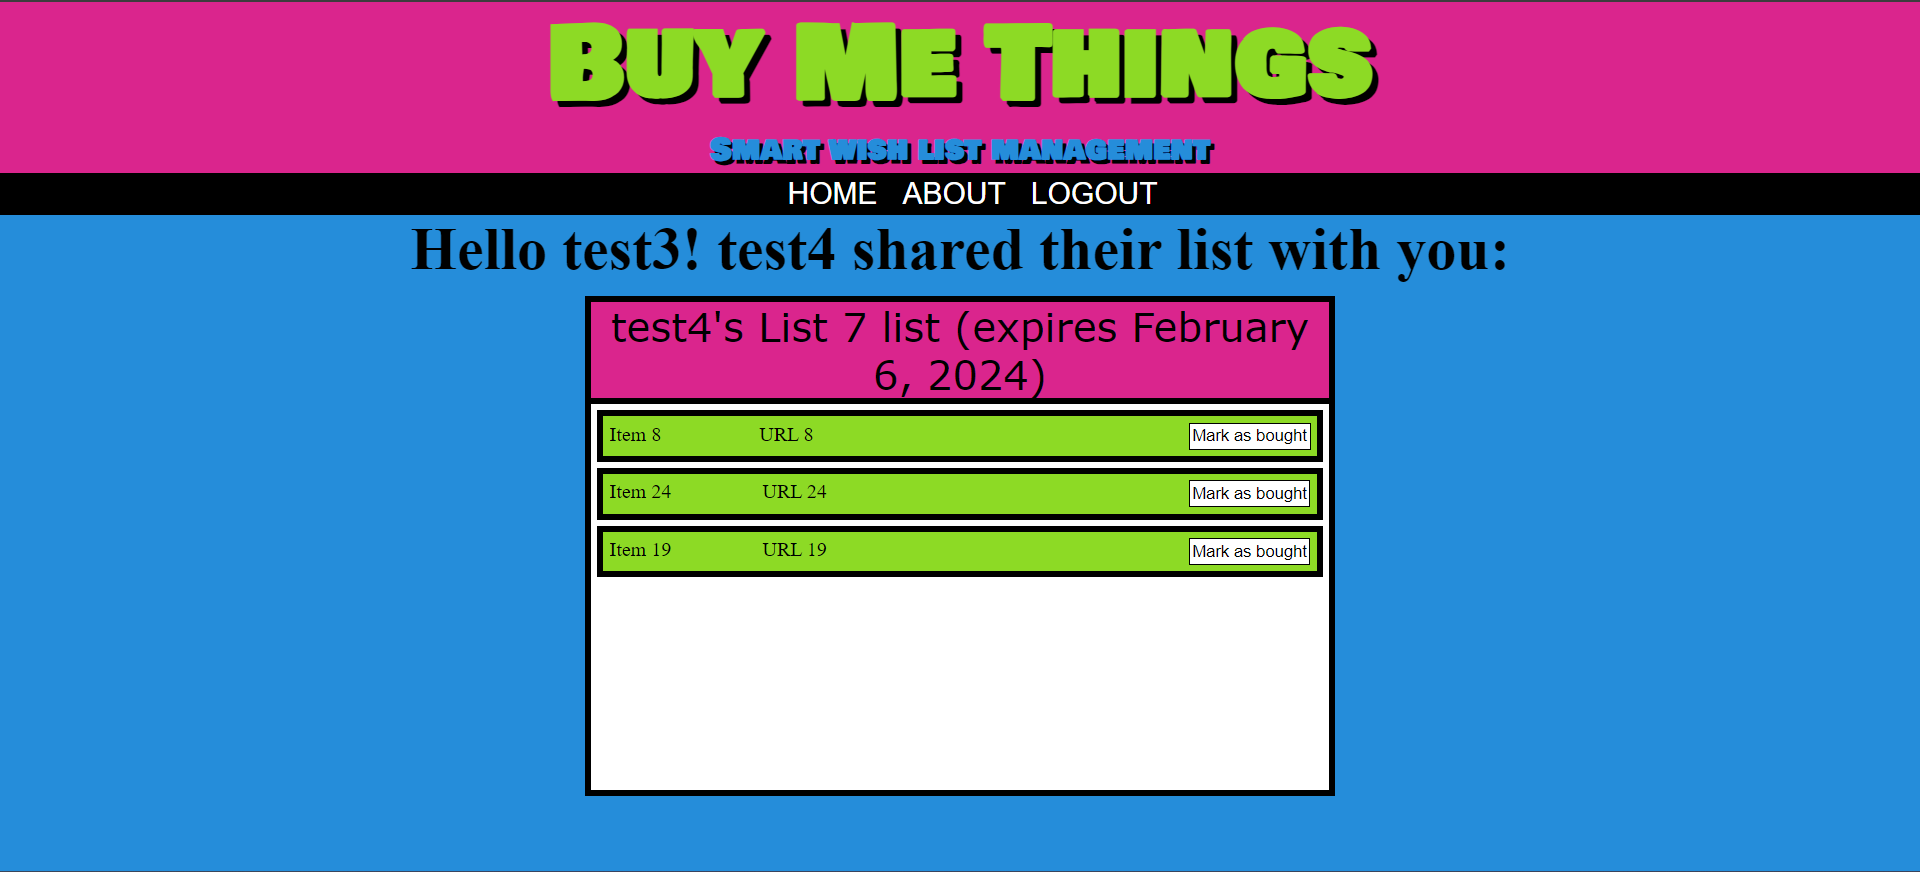 Buy Me Things
Smart wish list management
HOME ABOUT LOGOUT
Hello test3! test4 shared their list with you:
test4's List 7 list (expires February
6, 2024)
Item 8 URL 8 Mark as bought
Item 24 URL 24 Mark as bought
Item 19 URL 19 Mark as bought